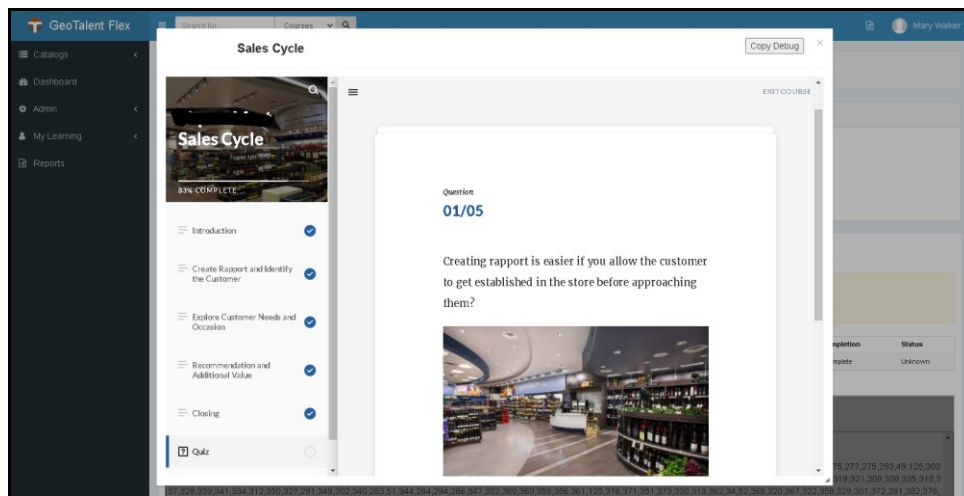 GeoTalent Flex
Search for...
Courses
Mary Walker
Catalogs
Dashboard
Admin
My Learning
Reports
Sales Cycle
Copy Debug
×
Sales Cycle
83% COMPLETE
Introduction
Create Rapport and Identify
the Customer
Explore Customer Needs and
Occasion
Recommendation and
Additional Value
Closing
Quiz
EXIT COURSE
Question
01/05
Creating rapport is easier if you allow the customer
to get established in the store before approaching
them?
Status
Unknown